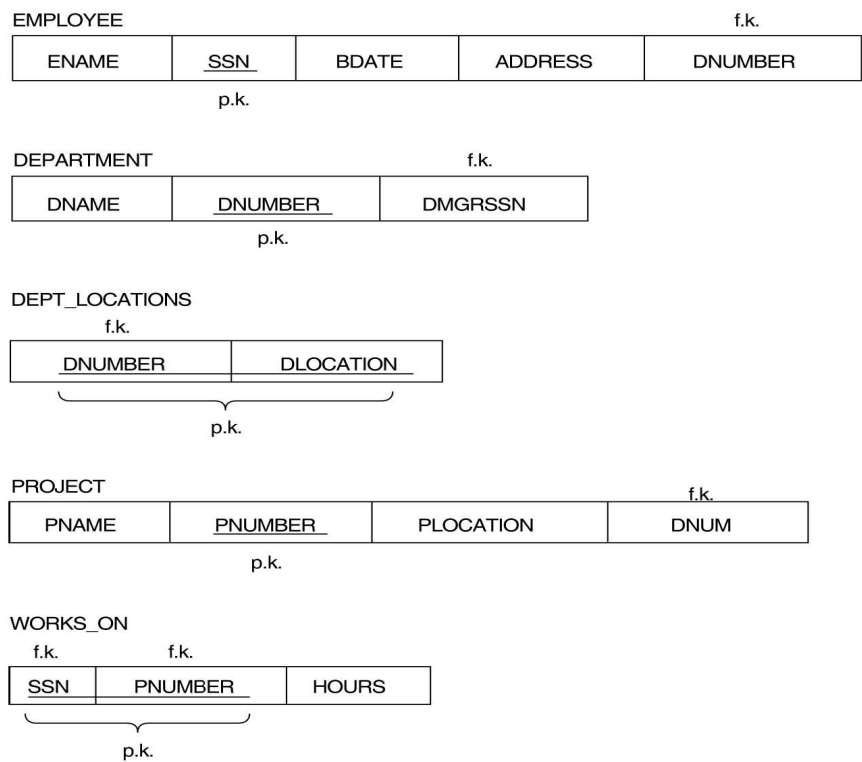 EMPLOYEE f.k.
ENAME SSN BDATE ADDRESS DNUMBER
p.k.
DEPARTMENT f.k.
DNAME DNUMBER DMGRSSN
p.k.
DEPT_LOCATIONS
f.k.
DNUMBER DLOCATION
p.k.
PROJECT f.k.
PNAME PNUMBER PLOCATION DNUM
p.k.
WORKS_ON
f.k. f.k.
SSN PNUMBER HOURS
p.k.